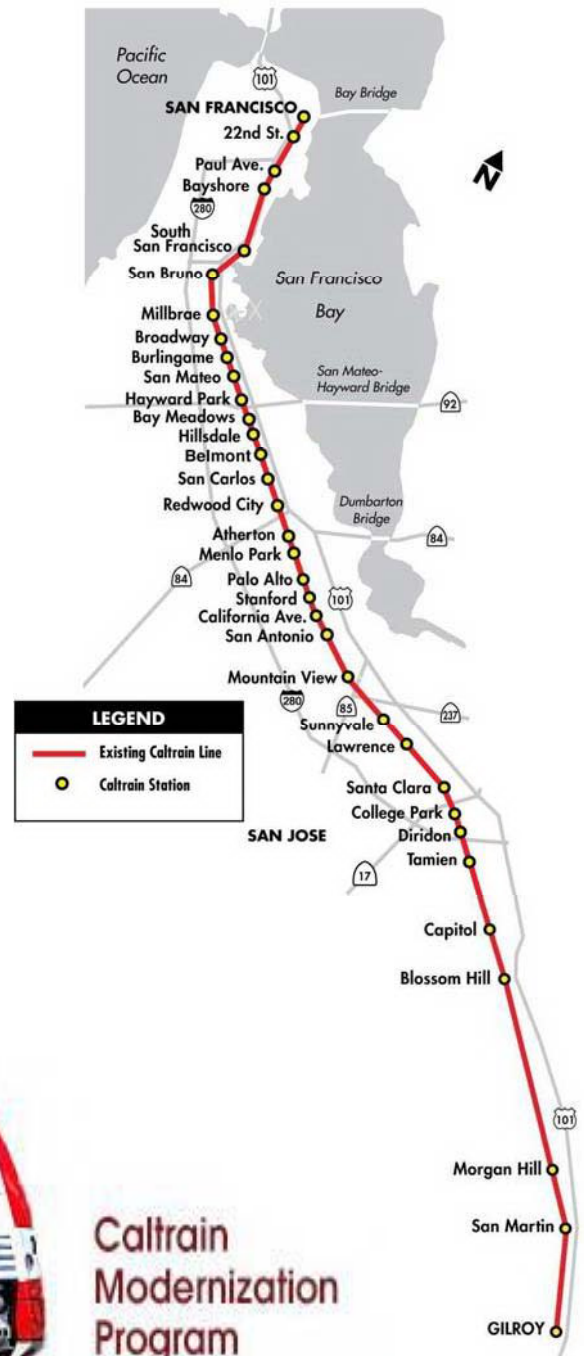 Pacific
Ocean
101
Bay Bridge
SAN FRANCISCO
22nd St.
N
Paul Ave.
Bayshore
280
South
San Francisco
San Bruno
San Francisco
Bay
Millbrae
Broadway
Burlingame
San Mateo
San Mateo-
Hayward Bridge
Hayward Park
92
Bay Meadows
Hillsdale
Belmont
San Carlos
Redwood City
Dumbarton
Bridge
Atherton
84
Menlo Park
84
Palo Alto
Stanford
101
California Ave.
San Antonio
Mountain View
280
85
237
LEGEND
Existing Caltrain Line
Caltrain Station
Sunnyvale
Lawrence
Santa Clara
College Park
SAN JOSE
Diridon
Tamien
17
Capitol
Blossom Hill
101
Morgan Hill
San Martin
GILROY
Caltrain
Modernization
Program